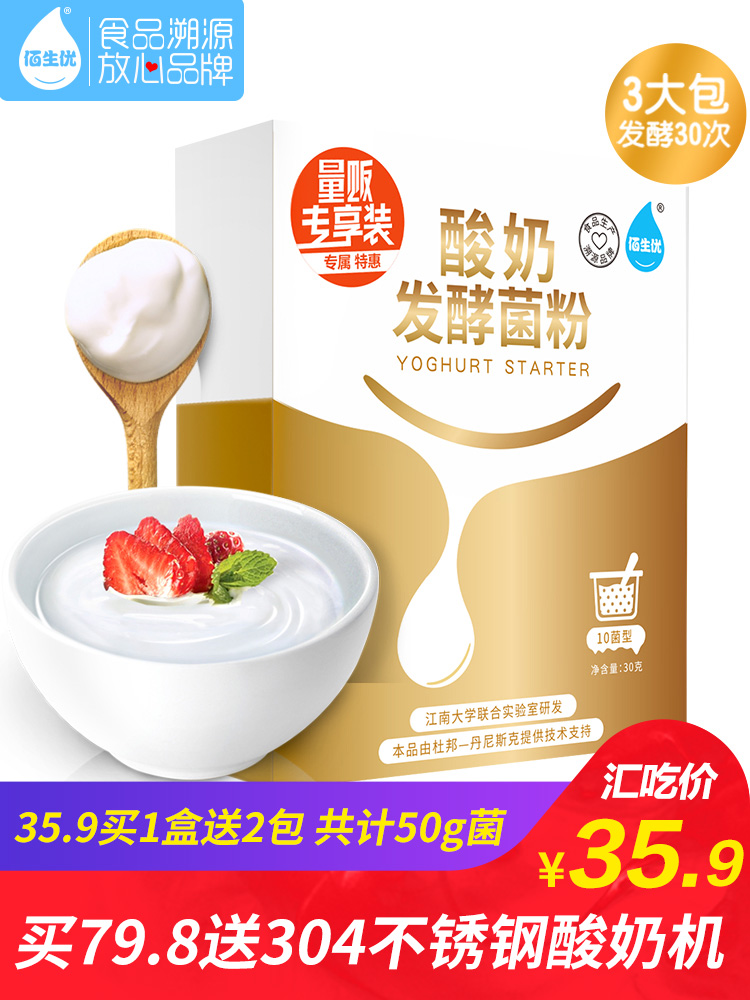 佰生优
®
食品溯源
放心品牌
3大包
发酵30次
量贩
专享装
专属 特惠
酸奶
发酵菌粉
YOGHURT STARTER
食品生产
溯源品牌
佰生优
®
10菌型
净含量:30克
江南大学联合实验室研发
本品由杜邦—丹尼斯克提供技术支持
35.9买1盒送2包 共计50g菌
汇吃价
¥35.9
买79.8送304不锈钢酸奶机